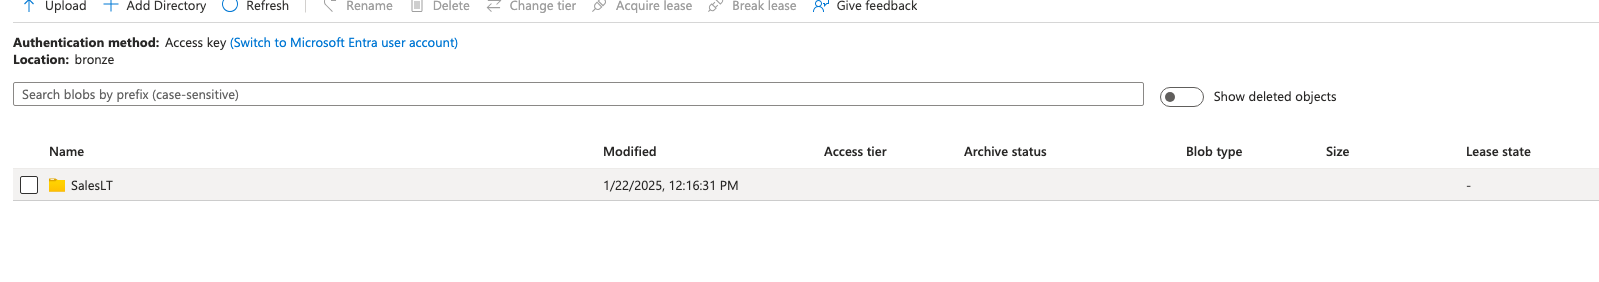 Upload Add Directory Refresh Rename Delete Change tier Acquire lease Break lease Give feedback
Authentication method: Access key (Switch to Microsoft Entra user account)
Location: bronze
Search blobs by prefix (case-sensitive) Show deleted objects
Name Modified Access tier Archive status Blob type Size Lease state
SalesLT 1/22/2025, 12:16:31 PM -